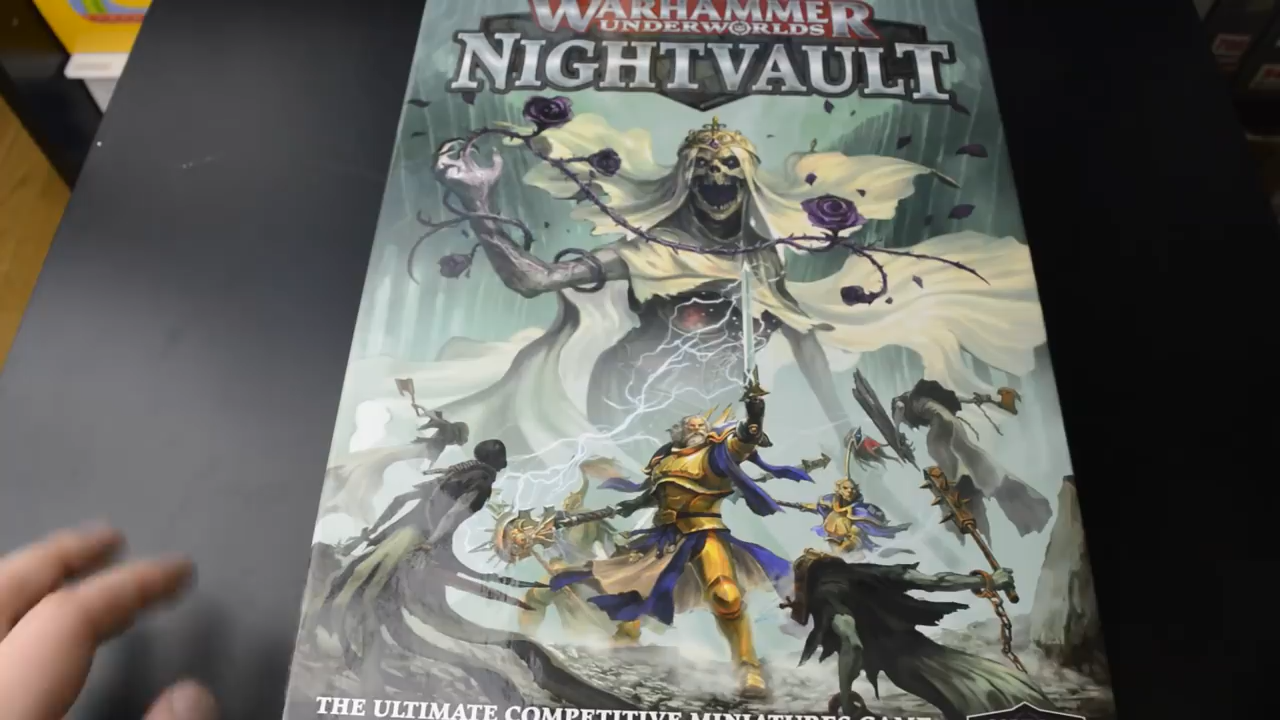 WARHAMMER
UNDERWORLDS
NIGHTVAULT
THE ULTIMATE COMPETITIVE MINIATURES GAME